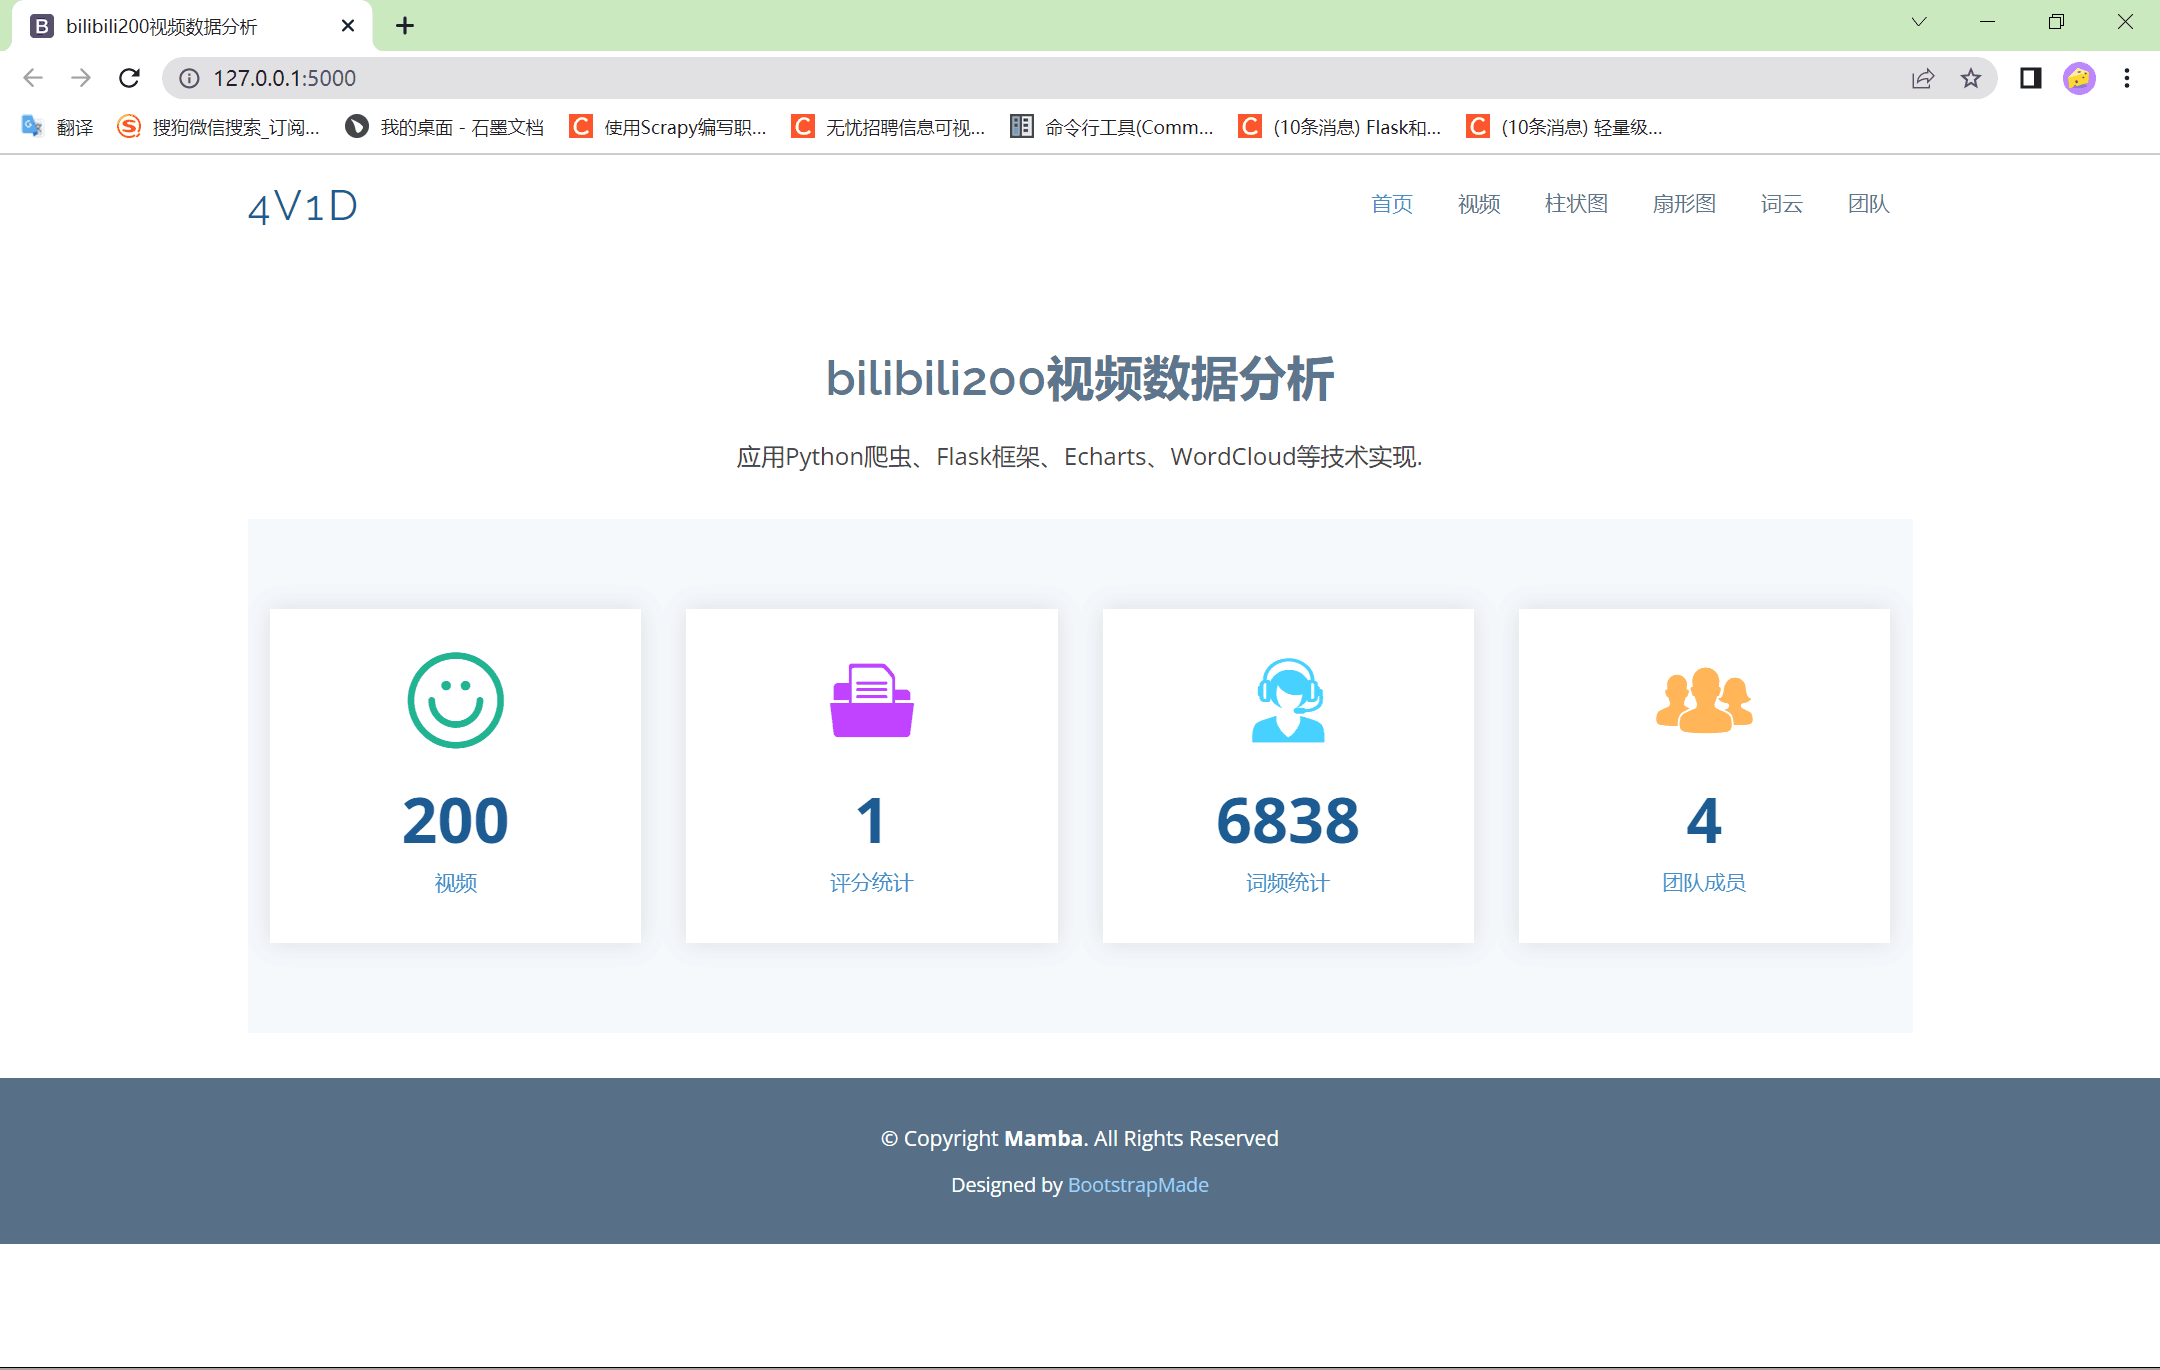 bilibili200视频数据分析
127.0.0.1:5000
翻译 搜狗微信搜索_订阅... 我的桌面 - 石墨文档 使用Scrapy编写职... 无忧招聘信息可视... 命令行工具(Comm... (10条消息) Flask和... (10条消息) 轻量级...
4V1D 首页 视频 柱状图 扇形图 词云 团队
bilibili200视频数据分析
应用Python爬虫、Flask框架、Echarts、WordCloud等技术实现.
200 1 6838 4
视频 评分统计 词频统计 团队成员
© Copyright Mamba. All Rights Reserved
Designed by BootstrapMade